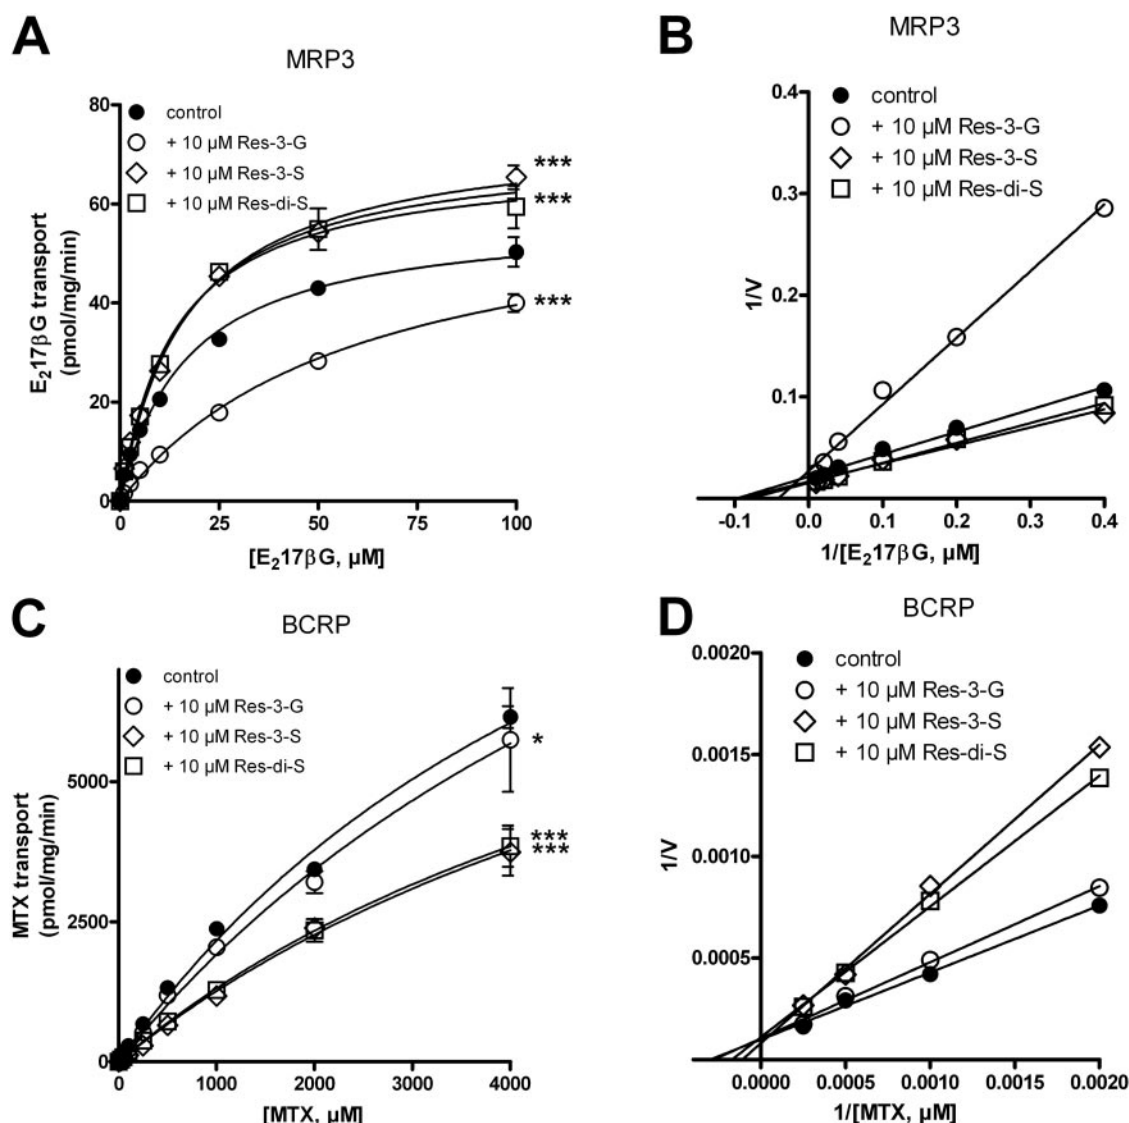 A
MRP3
80
60
40
20
0
E₂17βG transport
(pmol/mg/min)
control
+ 10 µM Res-3-G
+ 10 µM Res-3-S
+ 10 µM Res-di-S
***
***
***
0
25
50
75
100
[E₂17βG, µM]
B
MRP3
0.4
0.3
0.2
0.1
1/V
control
+ 10 µM Res-3-G
+ 10 µM Res-3-S
+ 10 µM Res-di-S
-0.1
0.0
0.1
0.2
0.3
0.4
1/[E₂17βG, µM]
C
BCRP
5000
2500
0
MTX transport
(pmol/mg/min)
control
+ 10 µM Res-3-G
+ 10 µM Res-3-S
+ 10 µM Res-di-S
*
***
***
0
1000
2000
3000
4000
[MTX, µM]
D
BCRP
0.0020
0.0015
0.0010
0.0005
1/V
control
+ 10 µM Res-3-G
+ 10 µM Res-3-S
+ 10 µM Res-di-S
0.0000
0.0005
0.0010
0.0015
0.0020
1/[MTX, µM]